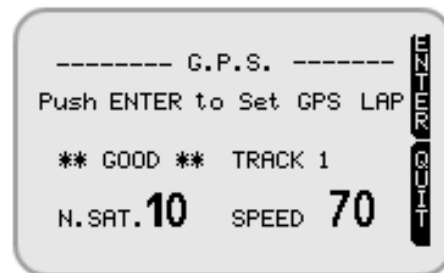 -------- G.P.S. -------
Push ENTER to Set GPS LAP
** GOOD ** TRACK 1
N.SAT.10 SPEED 70
ENTER
QUIT